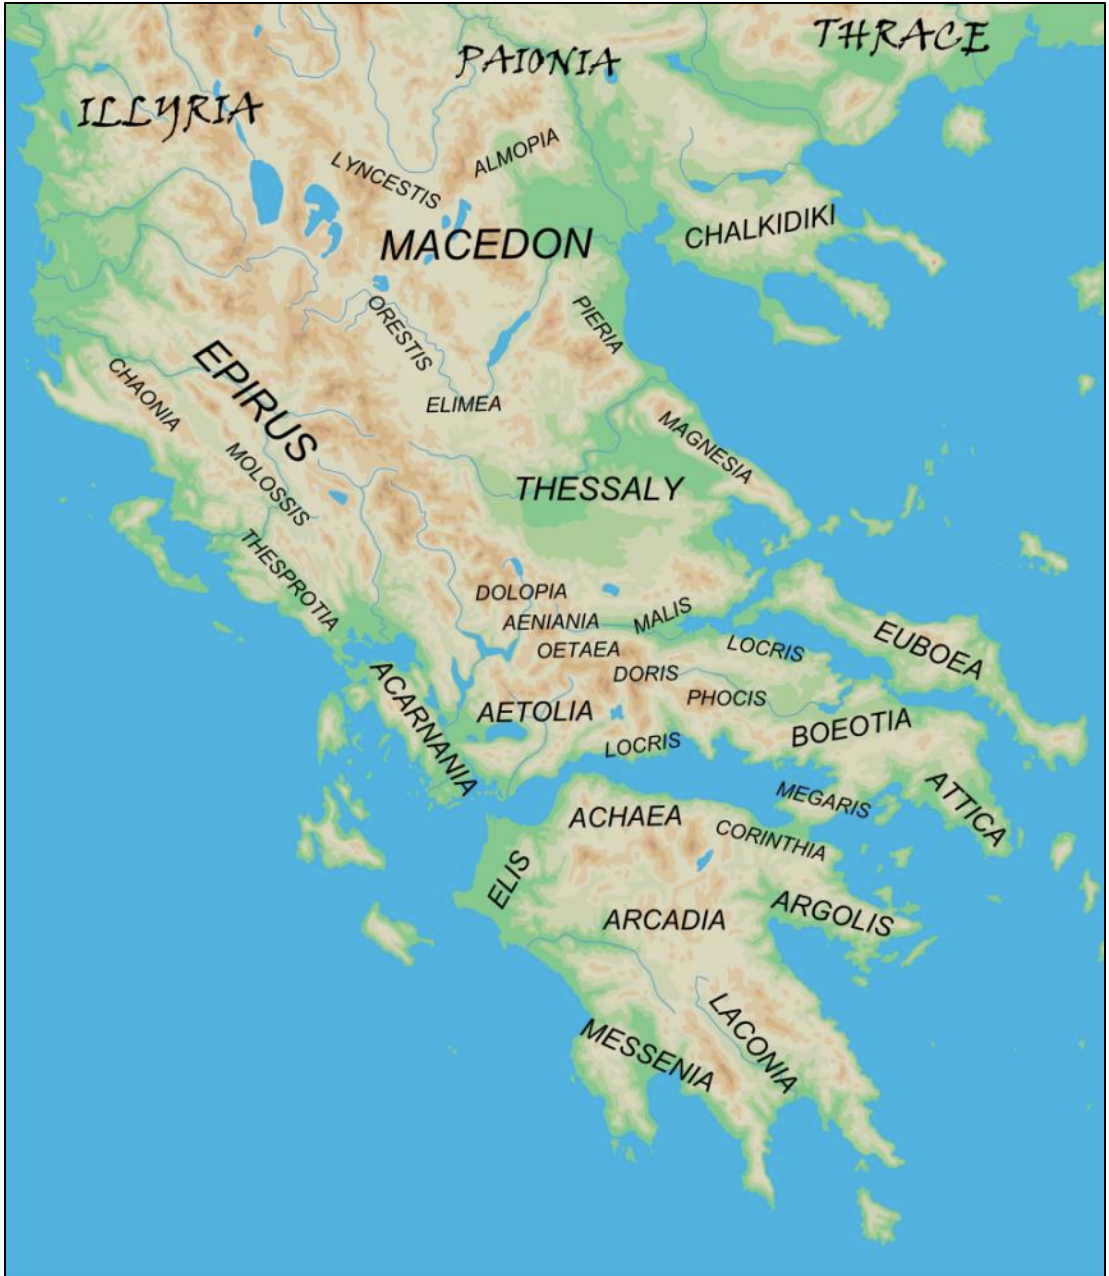 THRACE
PAIONIA
ILLYRIA
ALMOPIA
LYNCESTIS
CHALKIDIKI
MACEDON
PIERIA
ORESTIS
EPIRUS
CHAONIA
ELIMEA
MAGNESIA
MOLOSSIS
THESSALY
THESPROTIA
DOLOPIA
AENIANIA
MALIS
OETAEA
LOCRIS
EUBOEA
DORIS
PHOCIS
ACARNANIA
AETOLIA
BOEOTIA
LOCRIS
MEGARIS
ATTICA
ACHAEA
CORINTHIA
ELIS
ARCADIA
ARGOLIS
LACONIA
MESSENIA